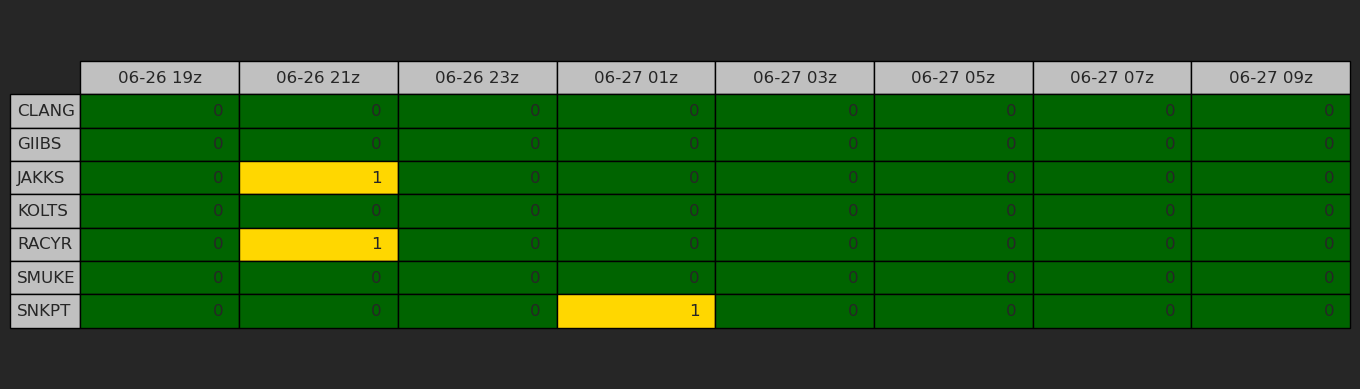 06-26 19z 06-26 21z 06-26 23z 06-27 01z 06-27 03z 06-27 05z 06-27 07z 06-27 09z
CLANG 0 0 0 0 0 0 0 0
GIIBS 0 0 0 0 0 0 0 0
JAKKS 0 1 0 0 0 0 0 0
KOLTS 0 0 0 0 0 0 0 0
RACYR 0 1 0 0 0 0 0 0
SMUKE 0 0 0 0 0 0 0 0
SNKPT 0 0 0 1 0 0 0 0